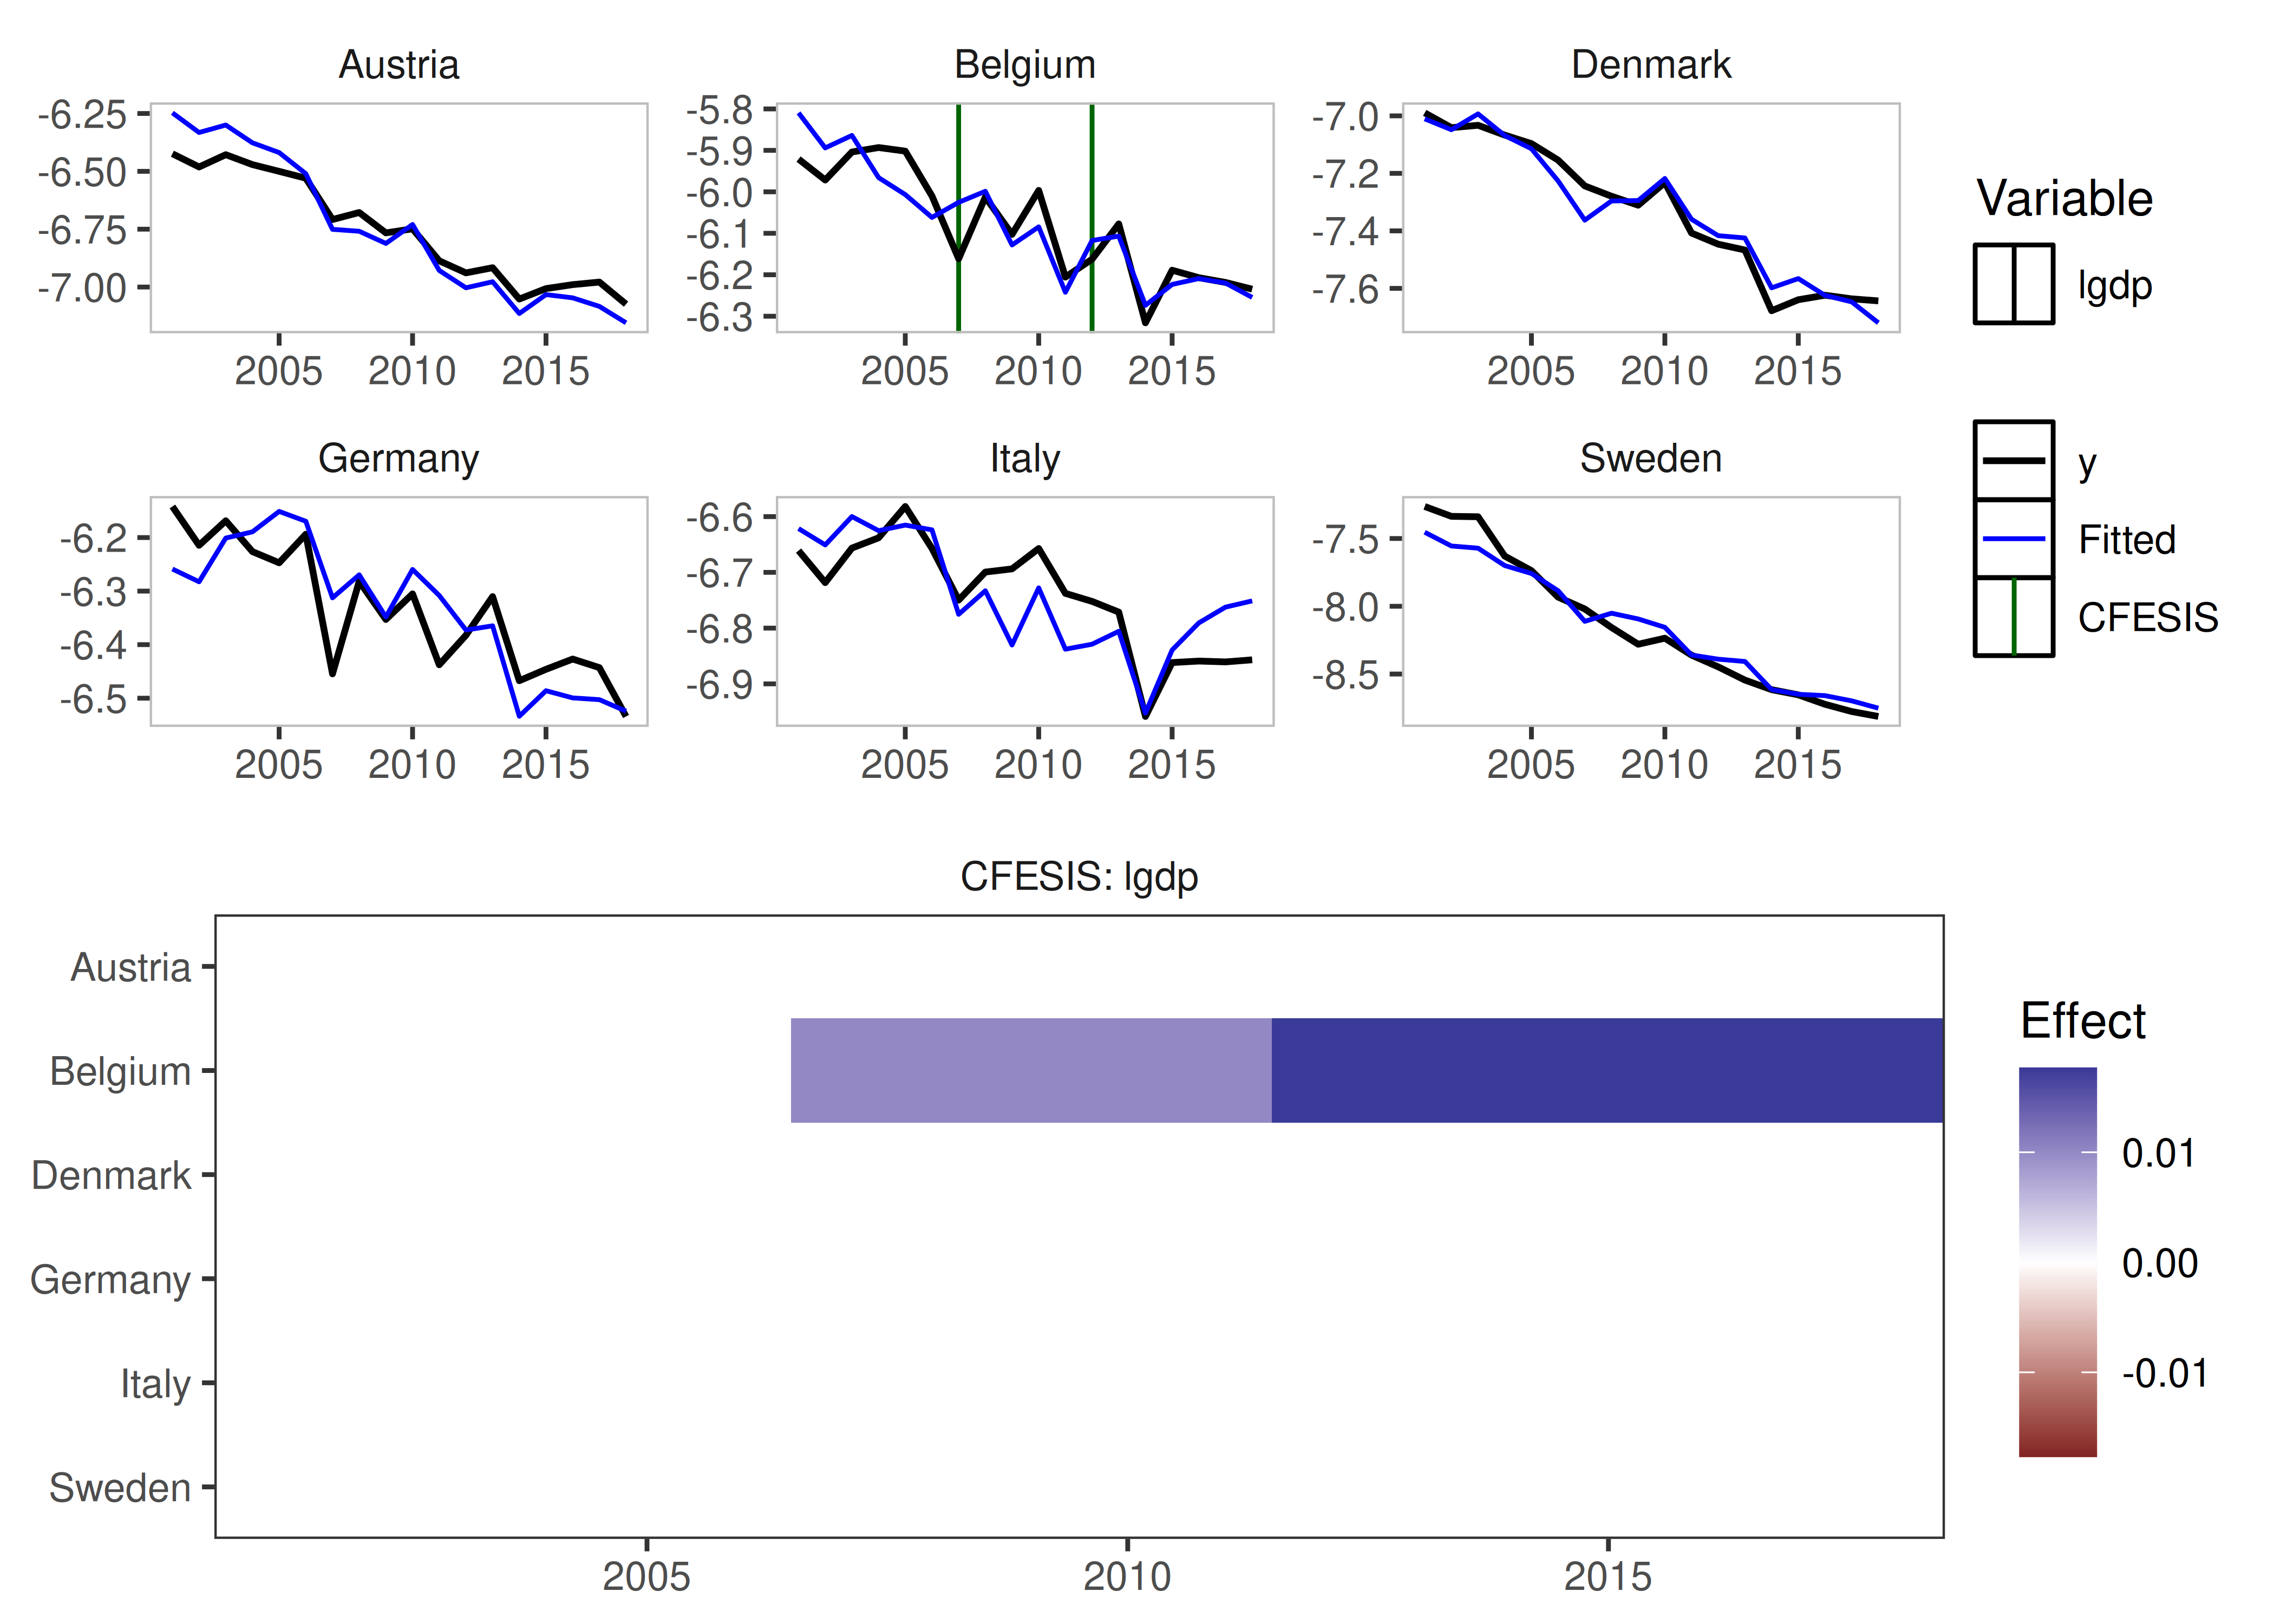 Austria
Belgium
Denmark
-6.25
-6.50
-6.75
-7.00
2005 2010 2015
-5.8
-5.9
-6.0
-6.1
-6.2
-6.3
2005 2010 2015
-7.0
-7.2
-7.4
-7.6
2005 2010 2015
Variable
lgdp
y
Fitted
CFESIS
Germany
Italy
Sweden
-6.2
-6.3
-6.4
-6.5
2005 2010 2015
-6.6
-6.7
-6.8
-6.9
2005 2010 2015
-7.5
-8.0
-8.5
2005 2010 2015
CFESIS: lgdp
Austria
Belgium
Denmark
Germany
Italy
Sweden
2005 2010 2015
Effect
0.01
0.00
-0.01